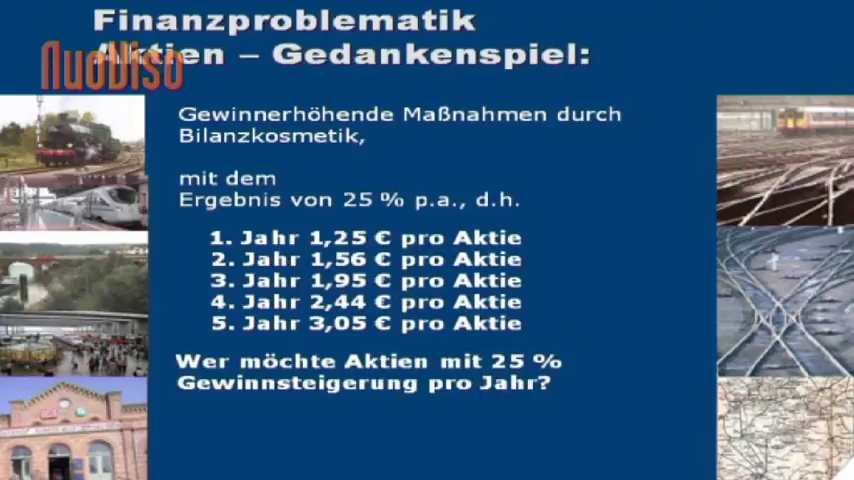 Finanzproblematik
Aktien – Gedankenspiel:
NuoViso
Gewinnerhöhende Maßnahmen durch
Bilanzkosmetik,
mit dem
Ergebnis von 25 % p.a., d.h.
1. Jahr 1,25 € pro Aktie
2. Jahr 1,56 € pro Aktie
3. Jahr 1,95 € pro Aktie
4. Jahr 2,44 € pro Aktie
5. Jahr 3,05 € pro Aktie
Wer möchte Aktien mit 25 %
Gewinnsteigerung pro Jahr?